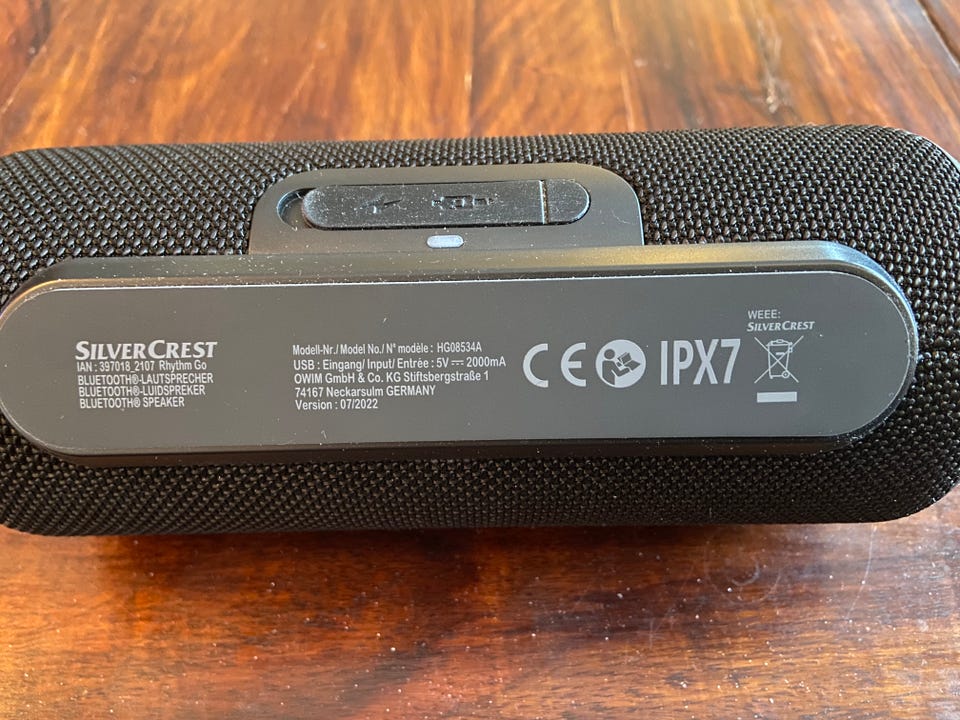 SILVERCREST
IAN : 397018_2107 Rhythm Go
BLUETOOTH®-LAUTSPRECHER
BLUETOOTH®-LUIDSPREKER
BLUETOOTH® SPEAKER
Modell-Nr./ Model No./ N° modèle : HG08534A
USB : Eingang/ Input/ Entrée : 5V ⎓ 2000mA
OWIM GmbH & Co. KG Stiftsbergstraße 1
74167 Neckarsulm GERMANY
Version : 07/2022
CE
IPX7
WEEE:
SILVERCREST